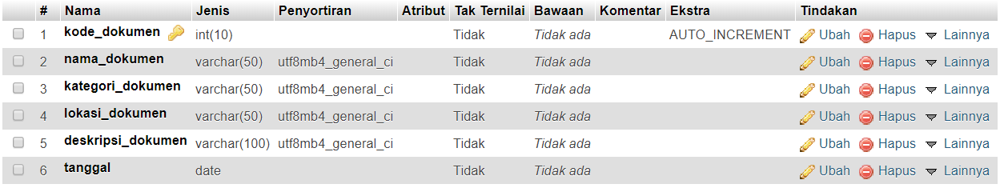 # Nama Jenis Penyortiran Atribut Tak Ternilai Bawaan Komentar Ekstra Tindakan
1 kode_dokumen int(10) Tidak Tidak ada AUTO_INCREMENT Ubah Hapus Lainnya
2 nama_dokumen varchar(50) utf8mb4_general_ci Tidak Tidak ada Ubah Hapus Lainnya
3 kategori_dokumen varchar(50) utf8mb4_general_ci Tidak Tidak ada Ubah Hapus Lainnya
4 lokasi_dokumen varchar(50) utf8mb4_general_ci Tidak Tidak ada Ubah Hapus Lainnya
5 deskripsi_dokumen varchar(100) utf8mb4_general_ci Tidak Tidak ada Ubah Hapus Lainnya
6 tanggal date Tidak Tidak ada Ubah Hapus Lainnya